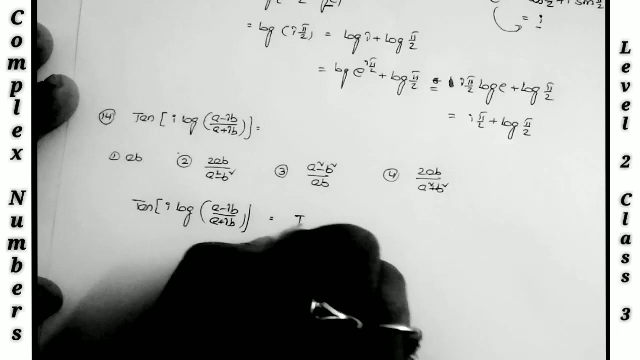 Complex Numbers
Level 2 Class 3
= log (i π/2) = log i + log π/2
= i
= log e^(iπ/2) + log π/2 = i π/2 log e + log π/2
= i π/2 + log π/2
(14) Tan [ i log ( (a-ib)/(a+ib) ) ] =
(1) ab (2) 2ab/(a²-b²) (3) (a²-b²)/ab (4) 2ab/(a²+b²)
Tan [ i log ( (a-ib)/(a+ib) ) ] = T